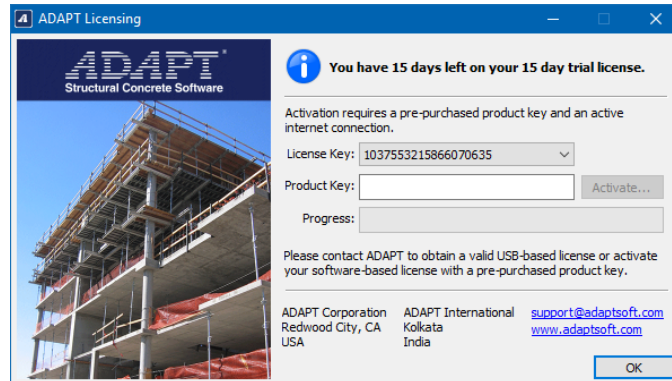 ADAPT Licensing
ADAPT
Structural Concrete Software
You have 15 days left on your 15 day trial license.
Activation requires a pre-purchased product key and an active
internet connection.
License Key: 1037553215866070635
Product Key:
Activate...
Progress:
Please contact ADAPT to obtain a valid USB-based license or activate
your software-based license with a pre-purchased product key.
ADAPT Corporation ADAPT International support@adaptsoft.com
Redwood City, CA Kolkata www.adaptsoft.com
USA India
OK